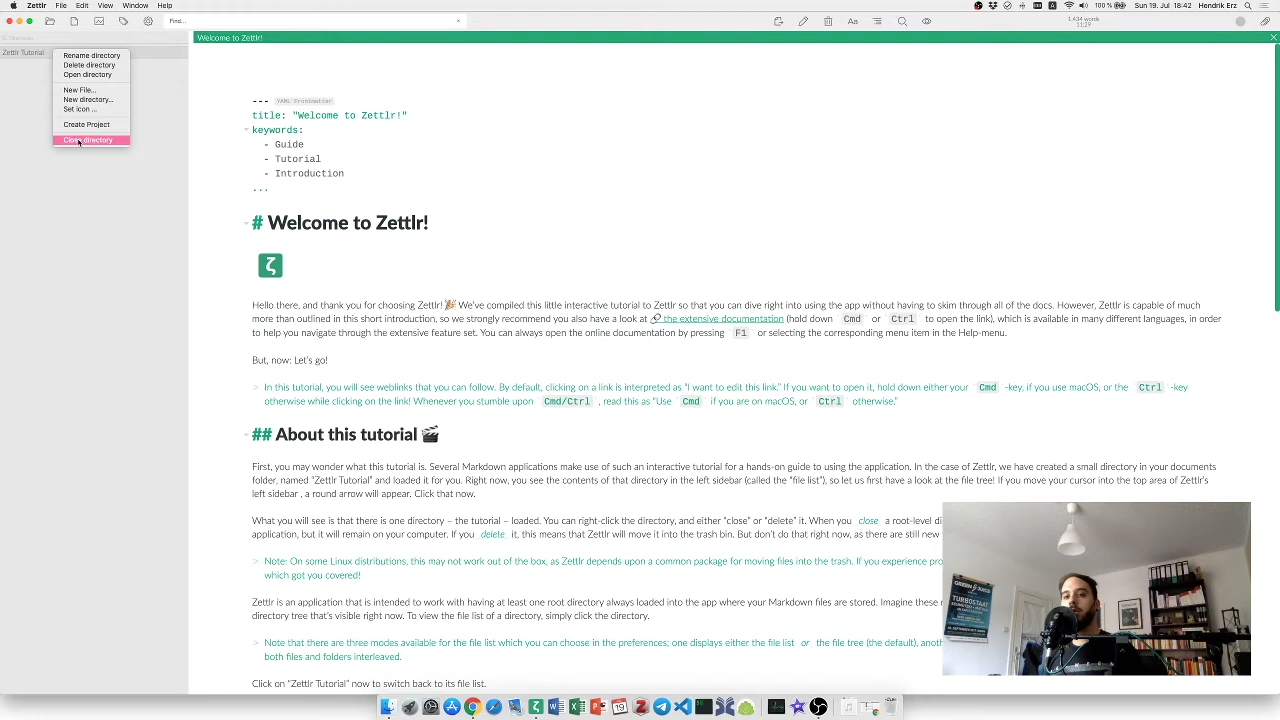 Zettlr File Edit View Window Help
100 % Sun 19. Jul 18:42 Hendrik Erz
Find...
1,434 words
11:29
Directories
Zettlr Tutorial
Rename directory
Delete directory
Open directory
New File...
New directory...
Set icon ...
Create Project
Close directory
Welcome to Zettlr!
--- YAML Frontmatter
title: "Welcome to Zettlr!"
keywords:
- Guide
- Tutorial
- Introduction
...
# Welcome to Zettlr!
ζ
Hello there, and thank you for choosing Zettlr! 🎉 We've compiled this little interactive tutorial to Zettlr so that you can dive right into using the app without having to skim through all of the docs. However, Zettlr is capable of much
more than outlined in this short introduction, so we strongly recommend you also have a look at 🔗 the extensive documentation (hold down Cmd or Ctrl to open the link), which is available in many different languages, in order
to help you navigate through the extensive feature set. You can always open the online documentation by pressing F1 or selecting the corresponding menu item in the Help-menu.
But, now: Let's go!
> In this tutorial, you will see weblinks that you can follow. By default, clicking on a link is interpreted as "I want to edit this link." If you want to open it, hold down either your Cmd -key, if you use macOS, or the Ctrl -key
otherwise while clicking on the link! Whenever you stumble upon Cmd/Ctrl , read this as "Use Cmd if you are on macOS, or Ctrl otherwise."
## About this tutorial 🎬
First, you may wonder what this tutorial is. Several Markdown applications make use of such an interactive tutorial for a hands-on guide to using the application. In the case of Zettlr, we have created a small directory in your documents
folder, named "Zettlr Tutorial" and loaded it for you. Right now, you see the contents of that directory in the left sidebar (called the "file list"), so let us first have a look at the file tree! If you move your cursor into the top area of Zettlr's
left sidebar , a round arrow will appear. Click that now.
What you will see is that there is one directory – the tutorial – loaded. You can right-click the directory, and either "close" or "delete" it. When you close a root-level di
application, but it will remain on your computer. If you delete it, this means that Zettlr will move it into the trash bin. But don't do that right now, as there are still new
> Note: On some Linux distributions, this may not work out of the box, as Zettlr depends upon a common package for moving files into the trash. If you experience pro
which got you covered!
Zettlr is an application that is intended to work with having at least one root directory always loaded into the app where your Markdown files are stored. Imagine these
directory tree that's visible right now. To view the file list of a directory, simply click the directory.
> Note that there are three modes available for the file list which you can choose in the preferences; one displays either the file list or the file tree (the default), anot
both files and folders interleaved.
Click on "Zettlr Tutorial" now to switch back to its file list.
GREEN JUICE
TURBOSTAAT